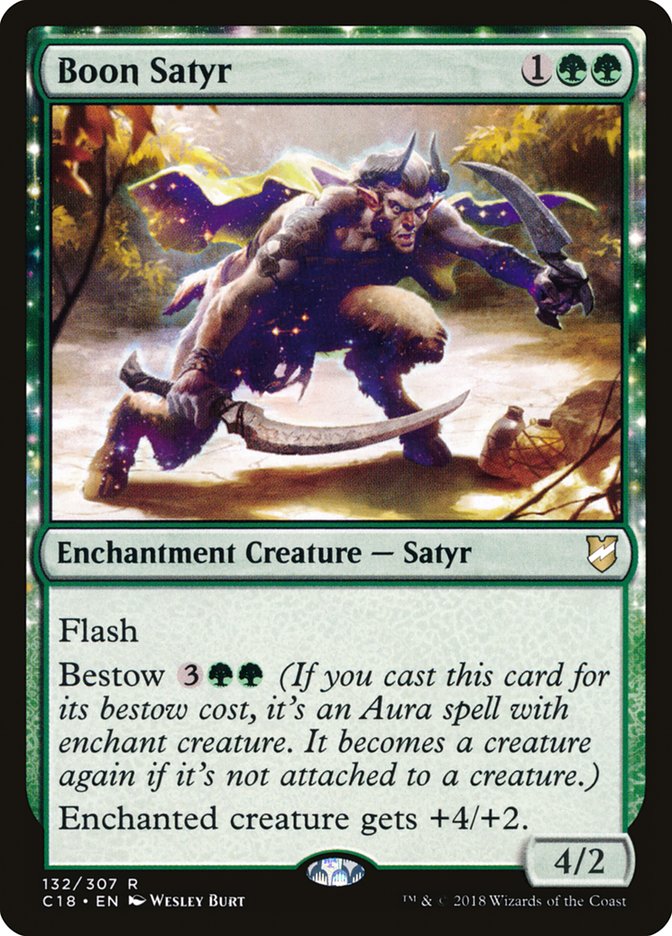 Boon Satyr 1
Enchantment Creature — Satyr
Flash
Bestow 3 (If you cast this card for
its bestow cost, it's an Aura spell with
enchant creature. It becomes a creature
again if it's not attached to a creature.)
Enchanted creature gets +4/+2.
4/2
132/307 R
C18 • EN Wesley Burt
™ & © 2018 Wizards of the Coast